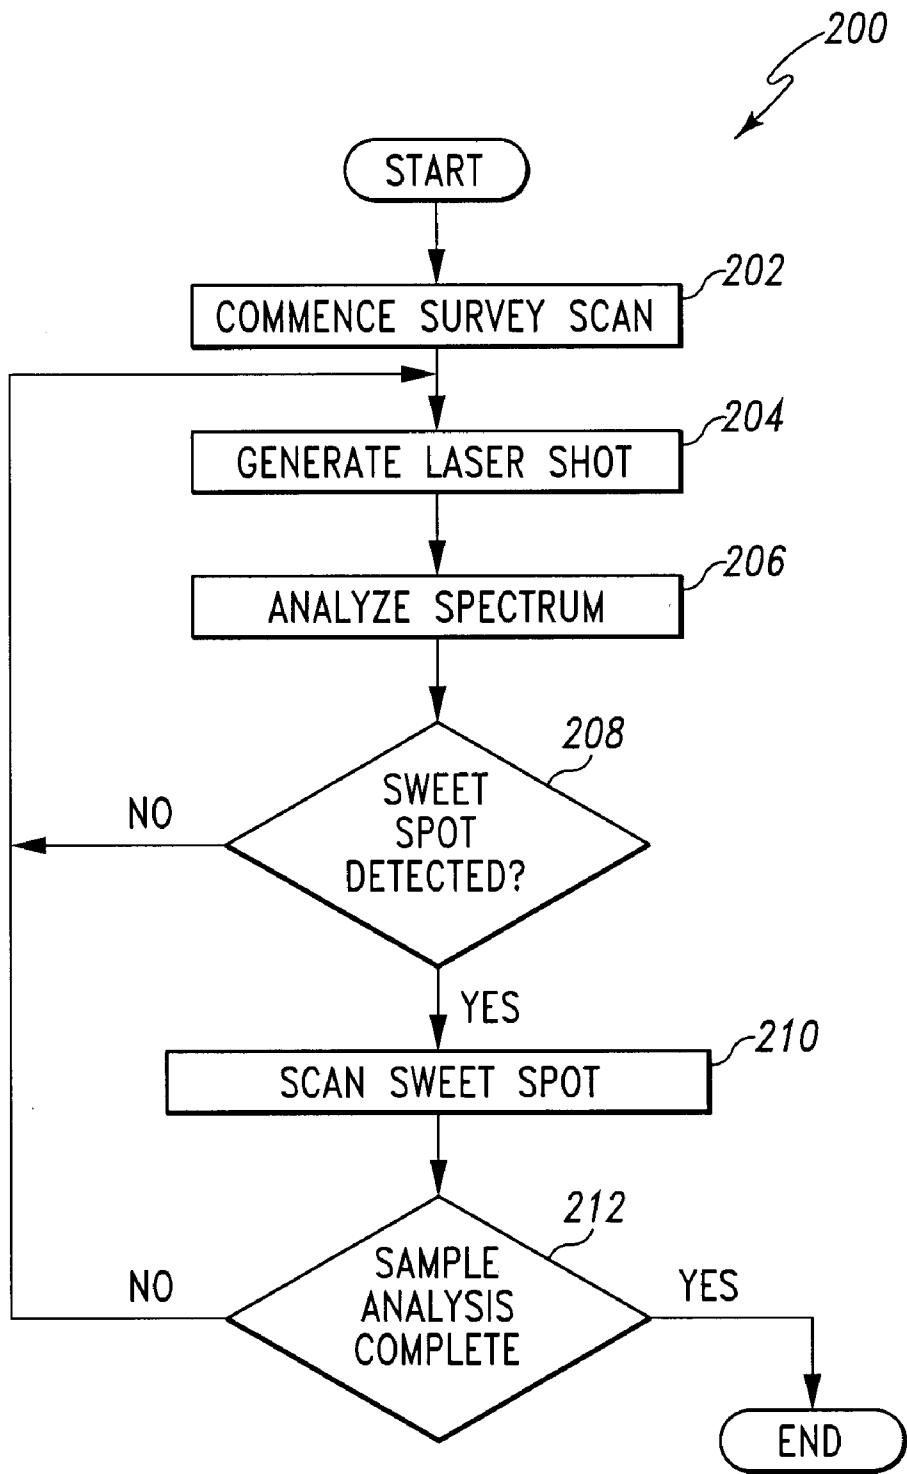 200
START
202
COMMENCE SURVEY SCAN
204
GENERATE LASER SHOT
206
ANALYZE SPECTRUM
208
SWEET
SPOT
DETECTED?
NO
YES
210
SCAN SWEET SPOT
212
SAMPLE
ANALYSIS
COMPLETE
NO
YES
END